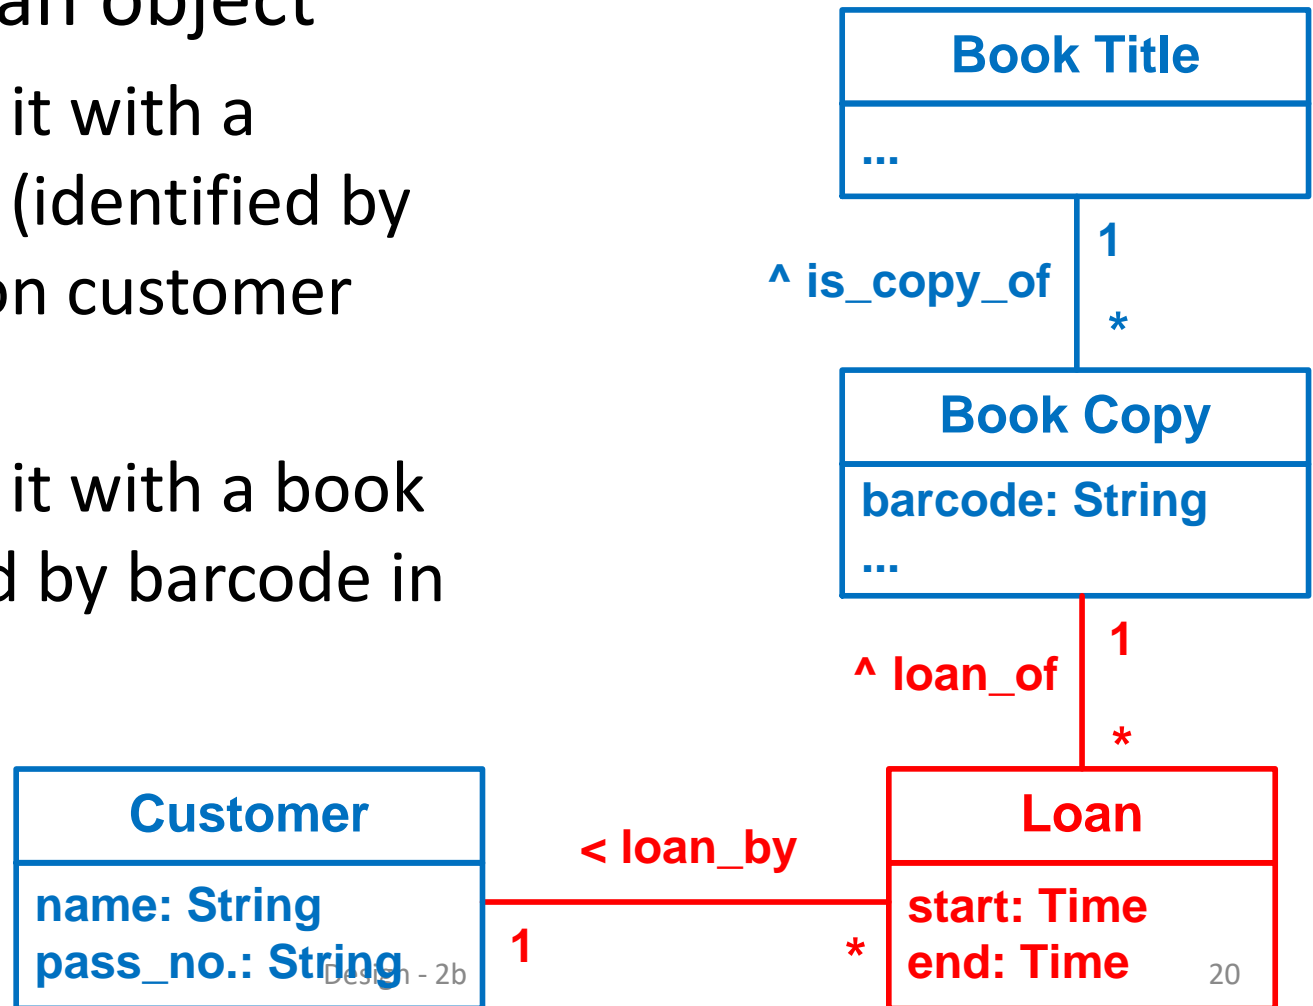 an object
it with a
(identified by
on customer
it with a book
d by barcode in
Book Title
...
1
^ is_copy_of
*
Book Copy
barcode: String
...
1
^ loan_of
*
Customer
name: String
pass_no.: String
< loan_by
1
*
Loan
start: Time
end: Time
Design - 2b
20